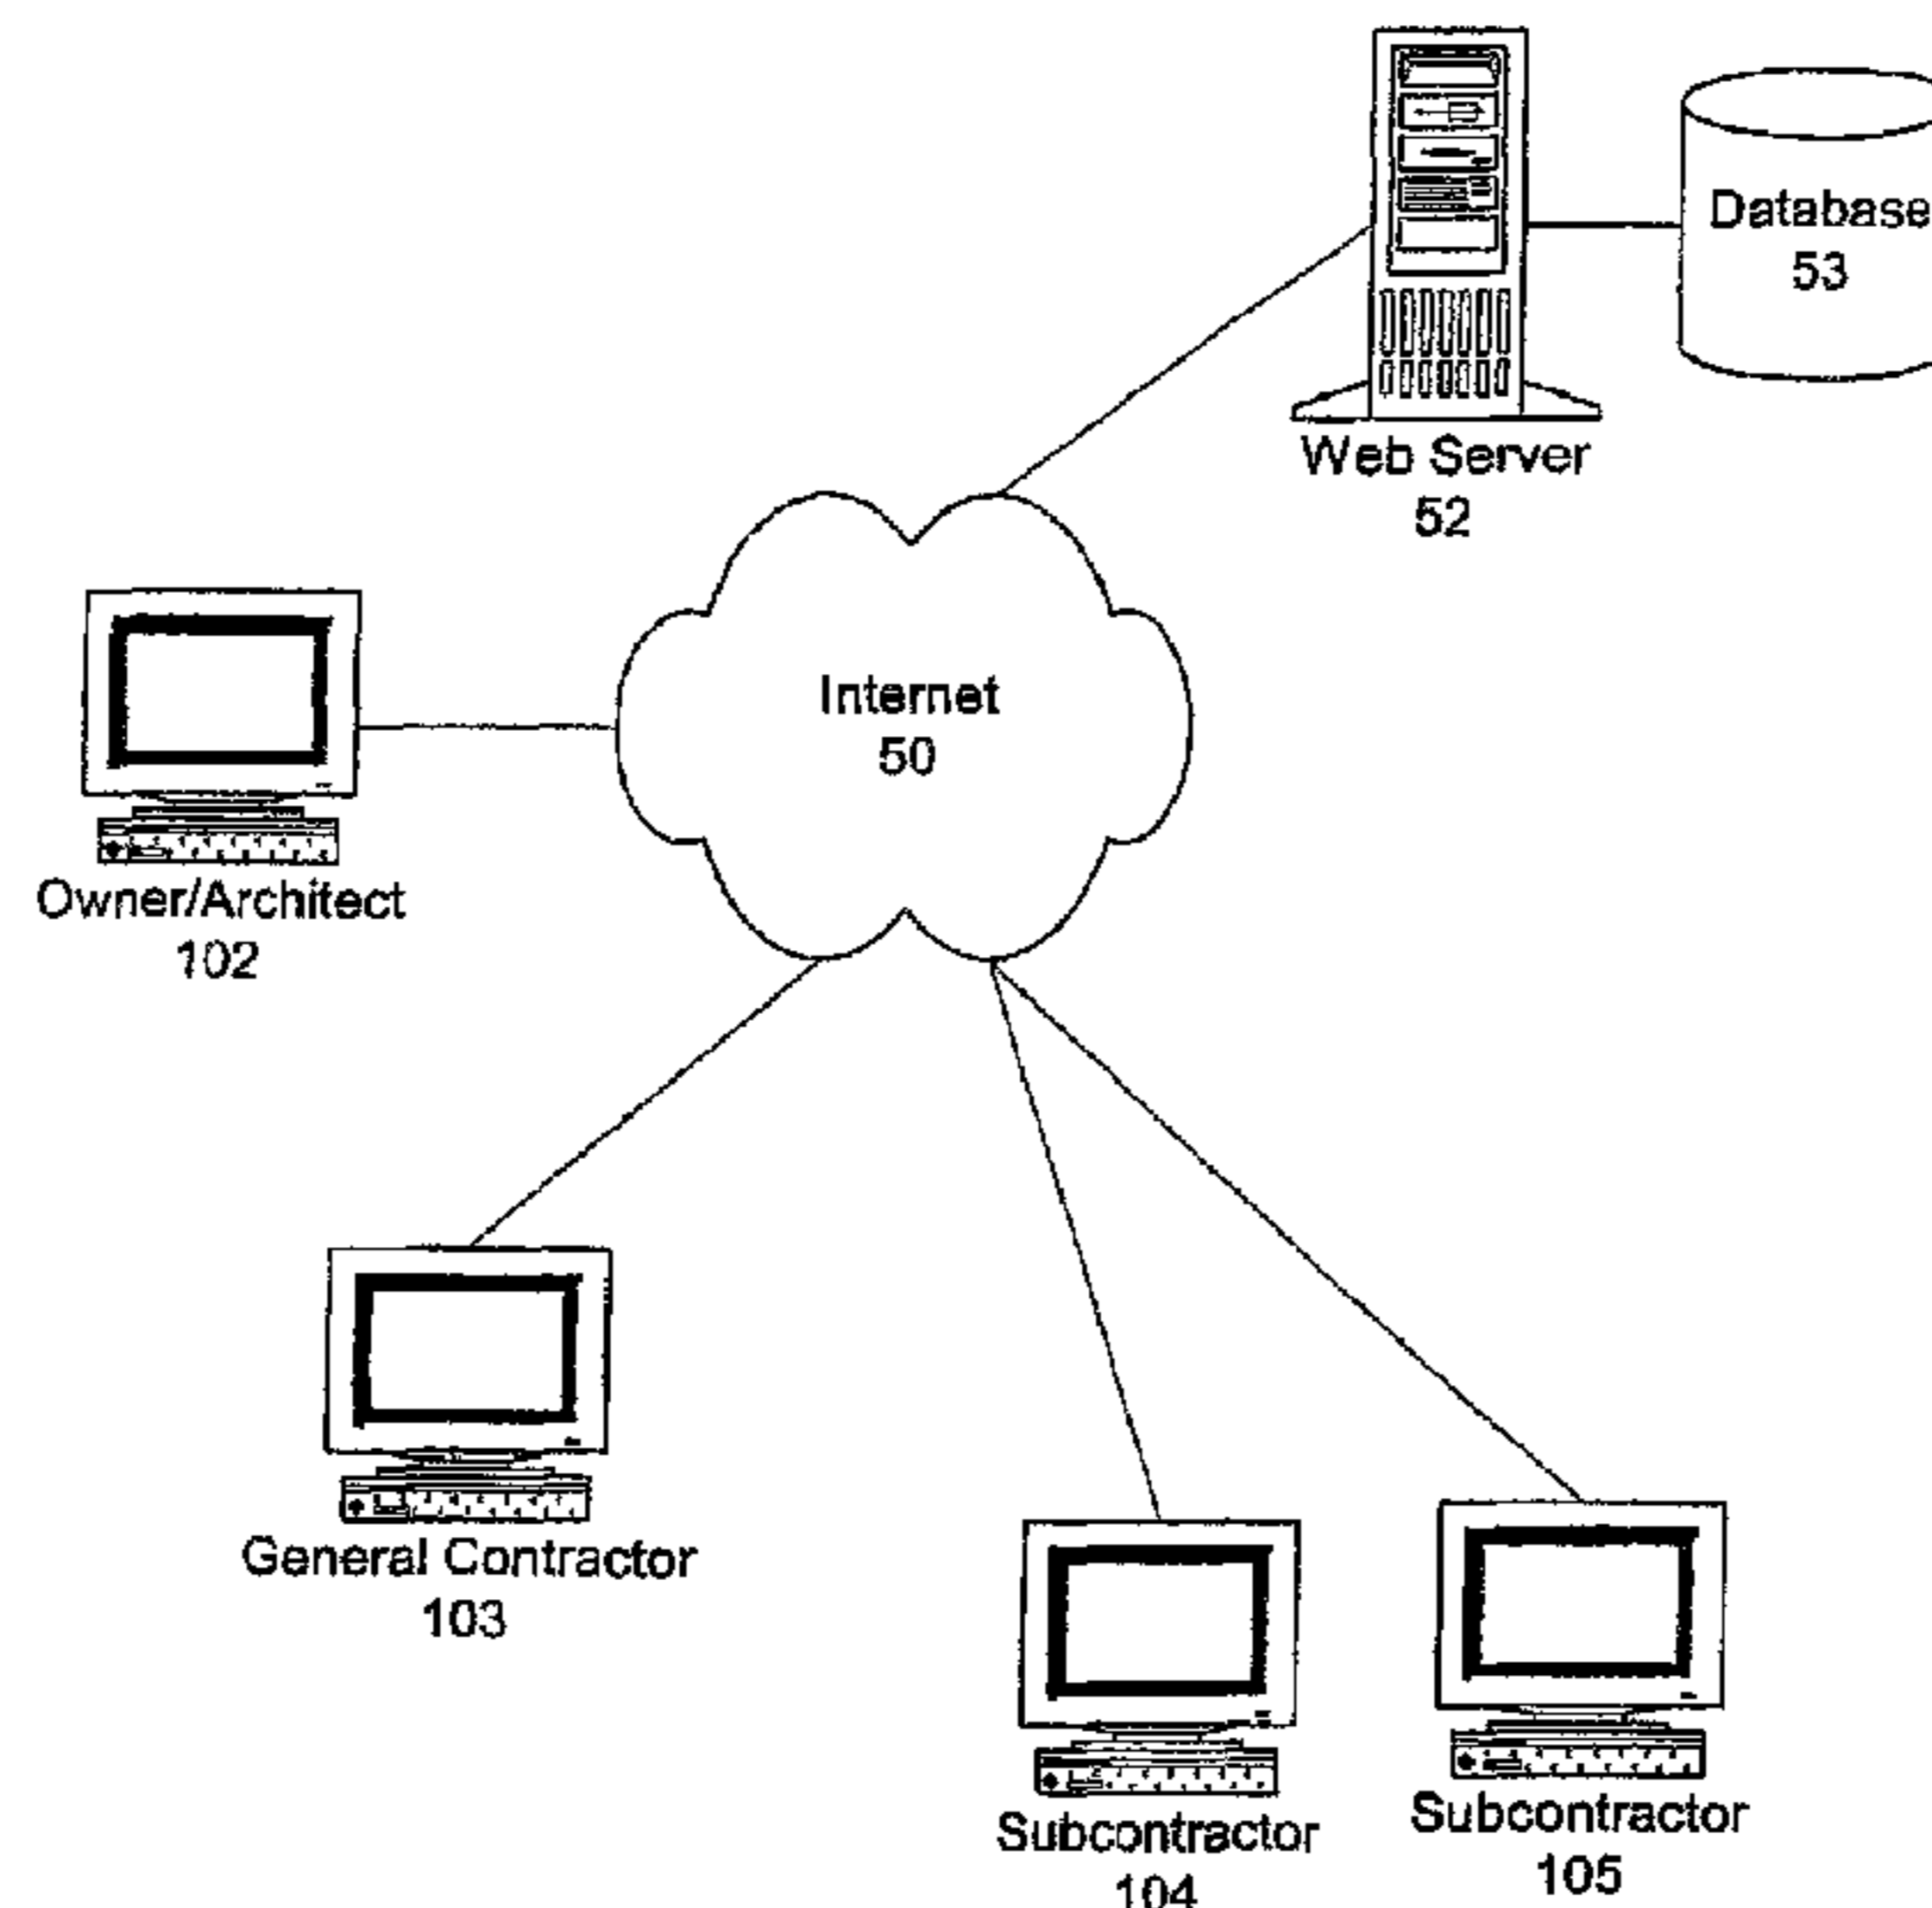 Database
53
Web Server
52
Internet
50
Owner/Architect
102
General Contractor
103
Subcontractor
104
Subcontractor
105